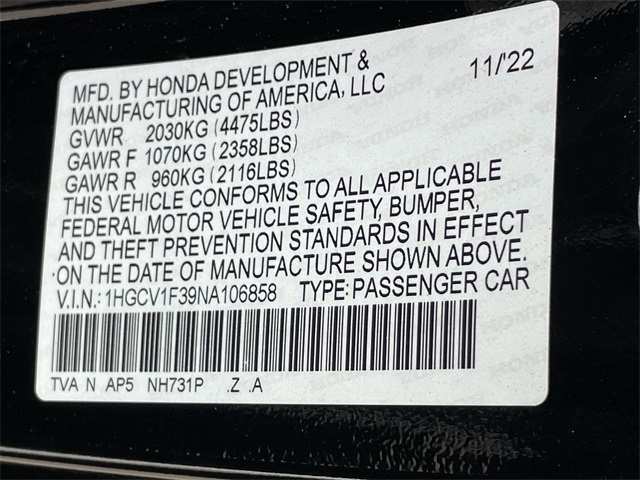 MFD. BY HONDA DEVELOPMENT & 11/'22
MANUFACTURING OF AMERICA, LLC
GVWR 2030KG (4475LBS)
GAWR F 1070KG (2358LBS)
GAWR R 960KG (2116LBS)
THIS VEHICLE CONFORMS TO ALL APPLICABLE
FEDERAL MOTOR VEHICLE SAFETY, BUMPER,
AND THEFT PREVENTION STANDARDS IN EFFECT
ON THE DATE OF MANUFACTURE SHOWN ABOVE.
V.I.N.: 1HGCV1F39NA106858 TYPE: PASSENGER CAR
TVA N AP5 NH731P .Z .A